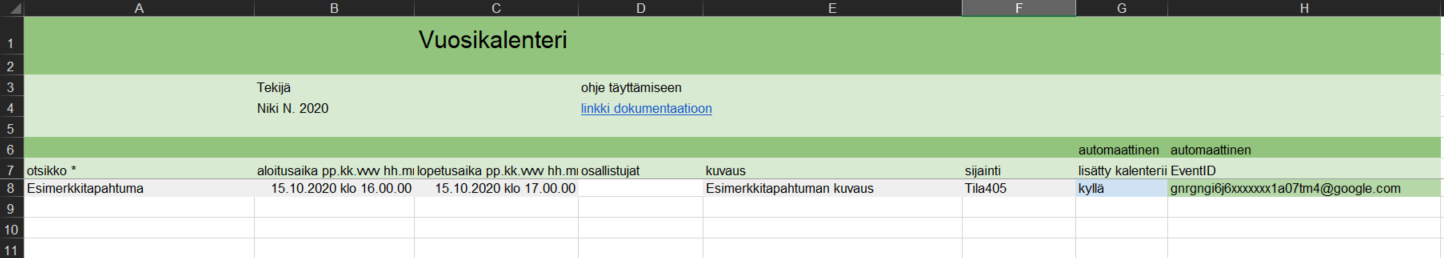 A B C D E F G H
1 Vuosikalenteri
2
3 Tekijä ohje täyttämiseen
4 Niki N. 2020 linkki dokumentaatioon
5
6 automaattinen automaattinen
7 otsikko * aloitusaika pp.kk.vvvv hh.mi lopetusaika pp.kk.vvvv hh.mi osallistujat kuvaus sijainti lisätty kalenterii EventID
8 Esimerkkitapahtuma 15.10.2020 klo 16.00.00 15.10.2020 klo 17.00.00 Esimerkkitapahtuman kuvaus Tila405 kyllä gnrgngi6j6xxxxxxx1a07tm4@google.com
9
10
11